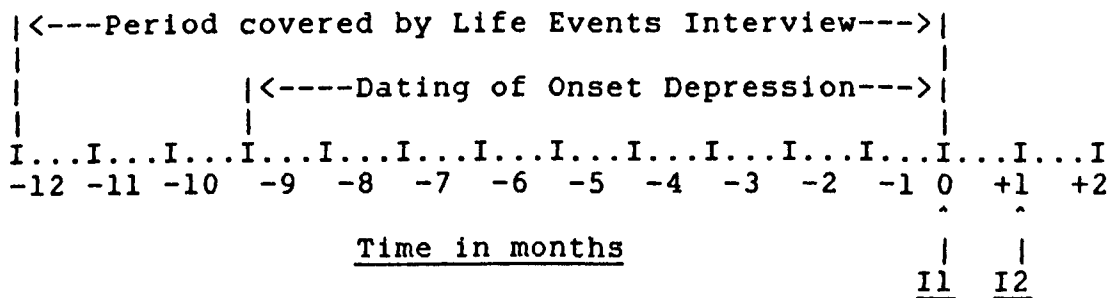 |<---Period covered by Life Events Interview--->|
|<----Dating of Onset Depression--->|
I...I...I...I...I...I...I...I...I...I...I...I...I...I...I
-12 -11 -10 -9 -8 -7 -6 -5 -4 -3 -2 -1 0 +1 +2
Time in months
I1 I2